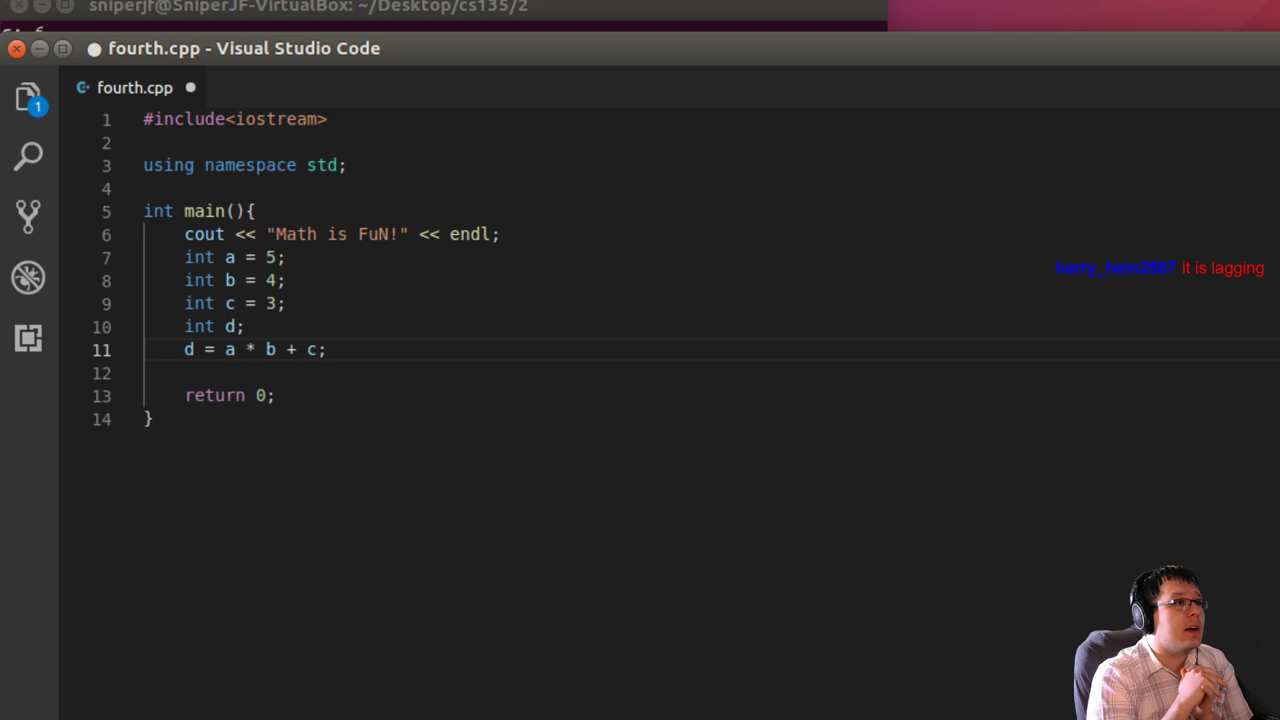 sniperjf@SniperJF-VirtualBox: ~/Desktop/cs135/2
fourth.cpp - Visual Studio Code
fourth.cpp
1
1 #include<iostream>
2
3 using namespace std;
4
5 int main(){
6 cout << "Math is FuN!" << endl;
7 int a = 5;
8 int b = 4;
9 int c = 3;
10 int d;
11 d = a * b + c;
12
13 return 0;
14 }
harry_hein2507 it is lagging